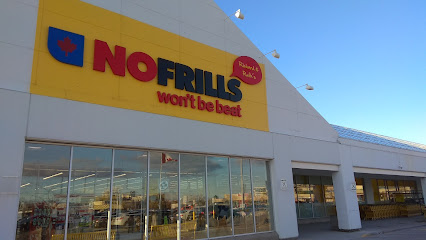 NOFRILLS
won't be beat
Richard &
Ruth's